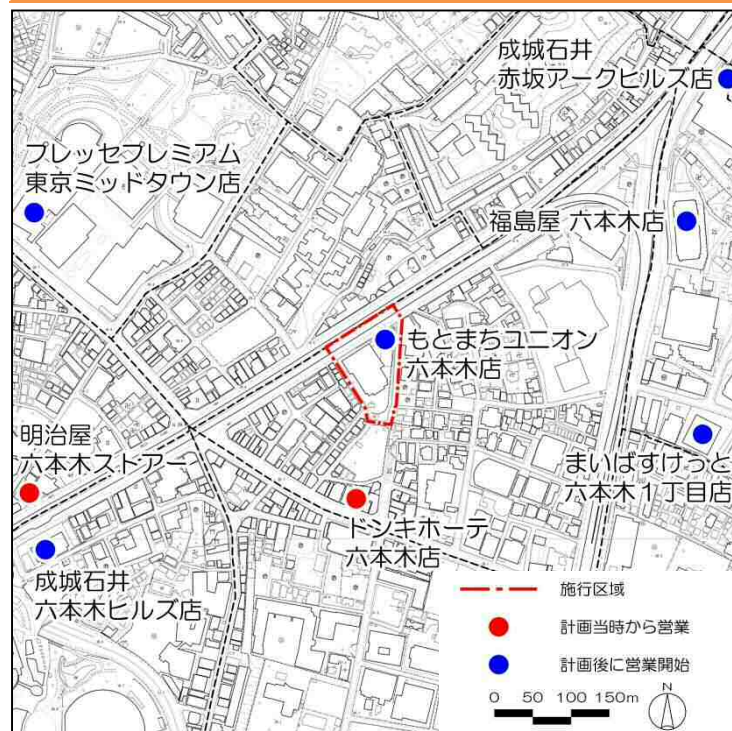 成城石井
赤坂アークヒルズ店
プレッセプレミアム
東京ミッドタウン店
福島屋 六本木店
もとまちユニオン
六本木店
明治屋
六本木ストアー
まいばすけっと
六本木1丁目店
ドンキホーテ
六本木店
成城石井
六本木ヒルズ店
施行区域
計画当時から営業
計画後に営業開始
0 50 100 150m
N